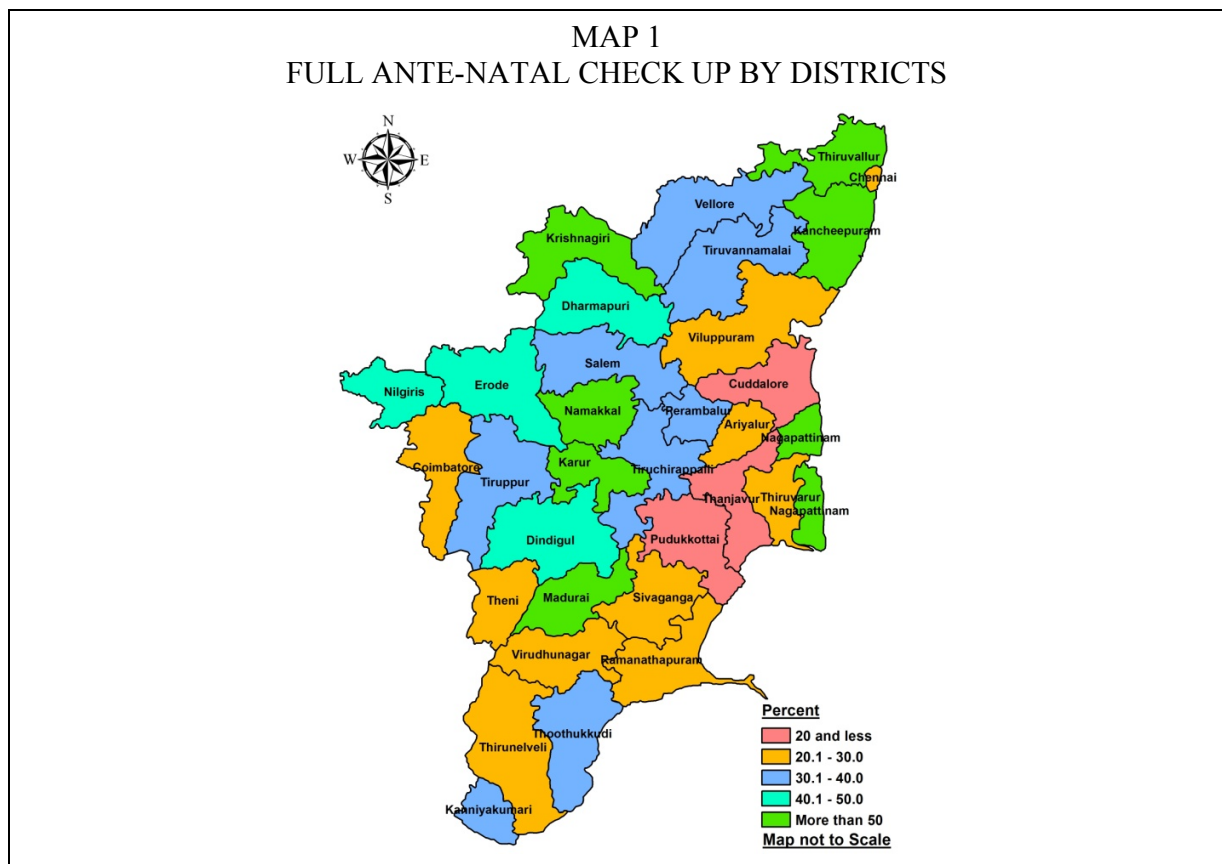 MAP 1
FULL ANTE-NATAL CHECK UP BY DISTRICTS
N
W E
S
Thiruvallur
Chennai
Vellore
Kancheepuram
Krishnagiri
Tiruvannamalai
Dharmapuri
Viluppuram
Salem
Cuddalore
Nilgiris
Erode
Namakkal
Perambalur
Ariyalur
Nagapattinam
Coimbatore
Karur
Tiruchirappalli
Tiruppur
Thanjavur
Thiruvarur
Nagapattinam
Dindigul
Pudukkottai
Theni
Madurai
Sivaganga
Virudhunagar
Ramanathapuram
Thoothukkudi
Thirunelveli
Kanniyakumari
Percent
20 and less
20.1 - 30.0
30.1 - 40.0
40.1 - 50.0
More than 50
Map not to Scale